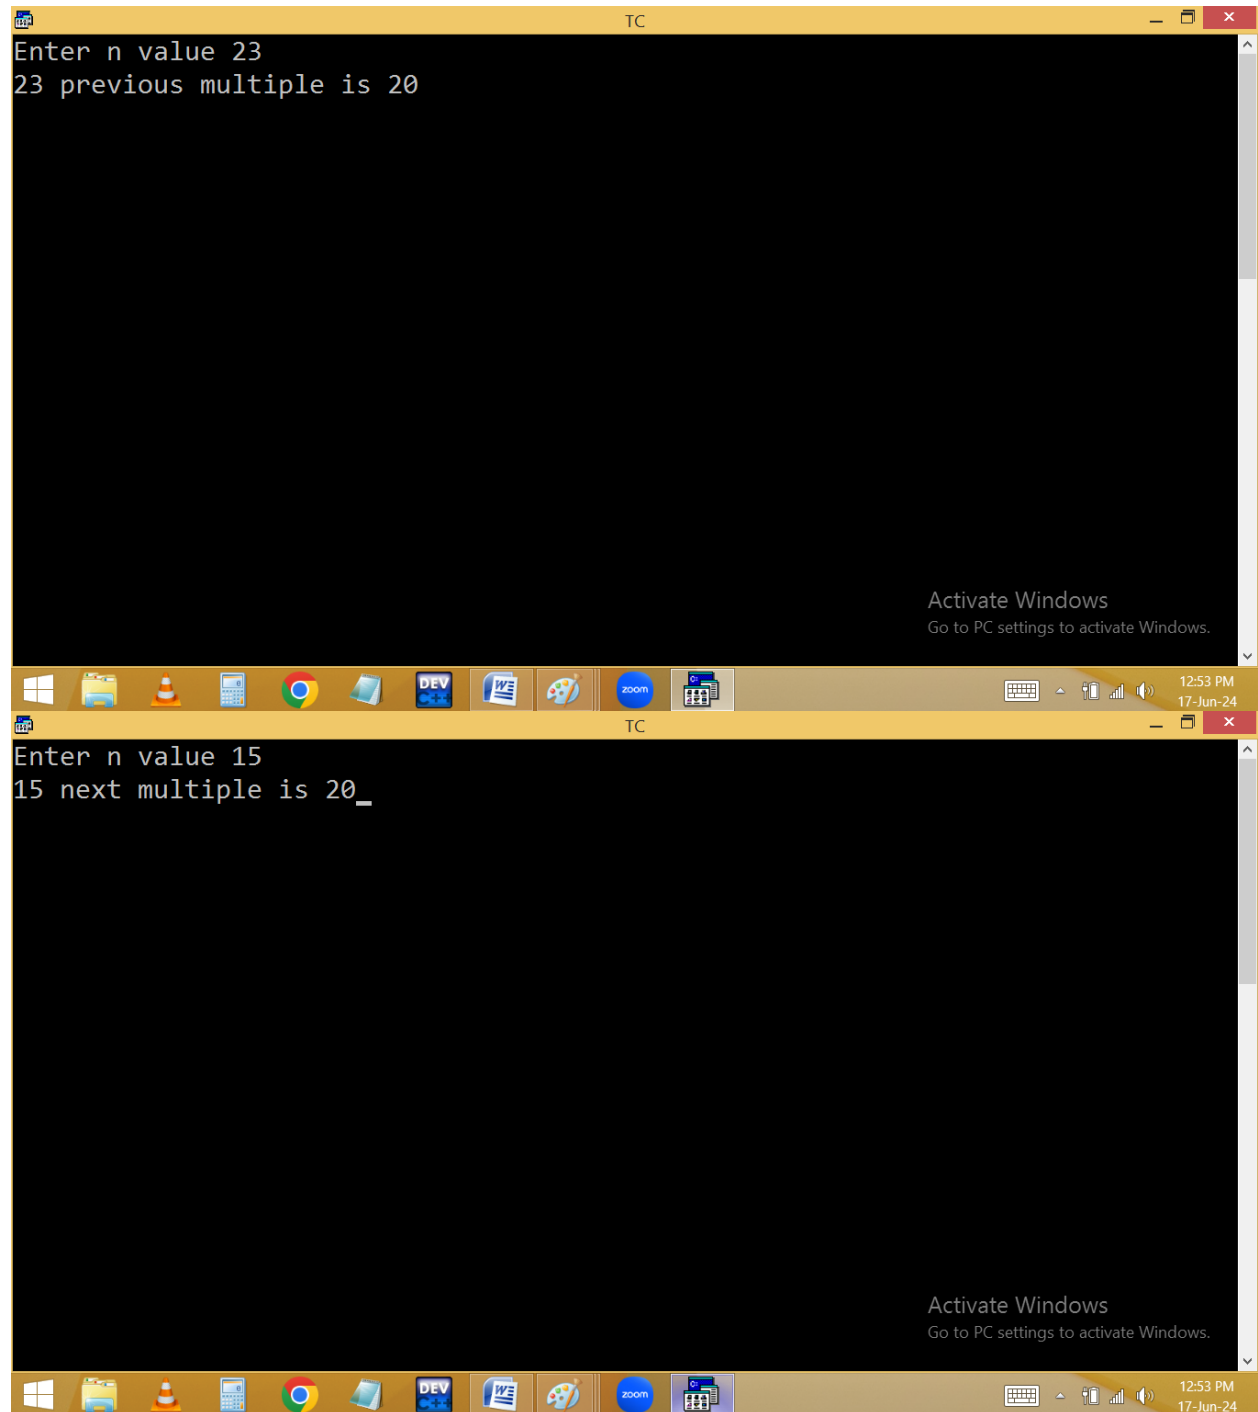 TC
Enter n value 23
23 previous multiple is 20
Activate Windows
Go to PC settings to activate Windows.
DEV
C++
W
zoom
C:\
12:53 PM
17-Jun-24
TC
Enter n value 15
15 next multiple is 20_
Activate Windows
Go to PC settings to activate Windows.
DEV
C++
W
zoom
C:\
12:53 PM
17-Jun-24